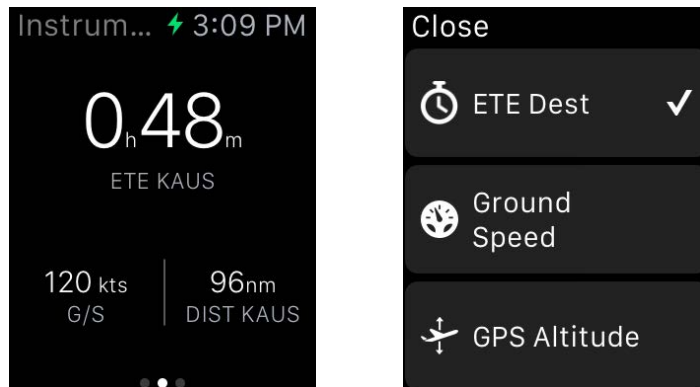 Instrum... 3:09 PM
0h48m
ETE KAUS
120 kts 96nm
G/S DIST KAUS
Close
ETE Dest
Ground
Speed
GPS Altitude